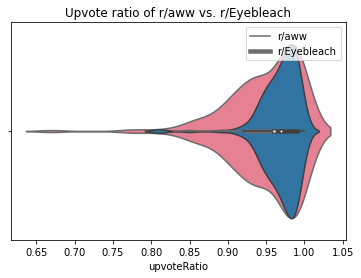 Upvote ratio of r/aww vs. r/Eyebleach
r/aww
r/Eyebleach
0.65 0.70 0.75 0.80 0.85 0.90 0.95 1.00 1.05
upvoteRatio